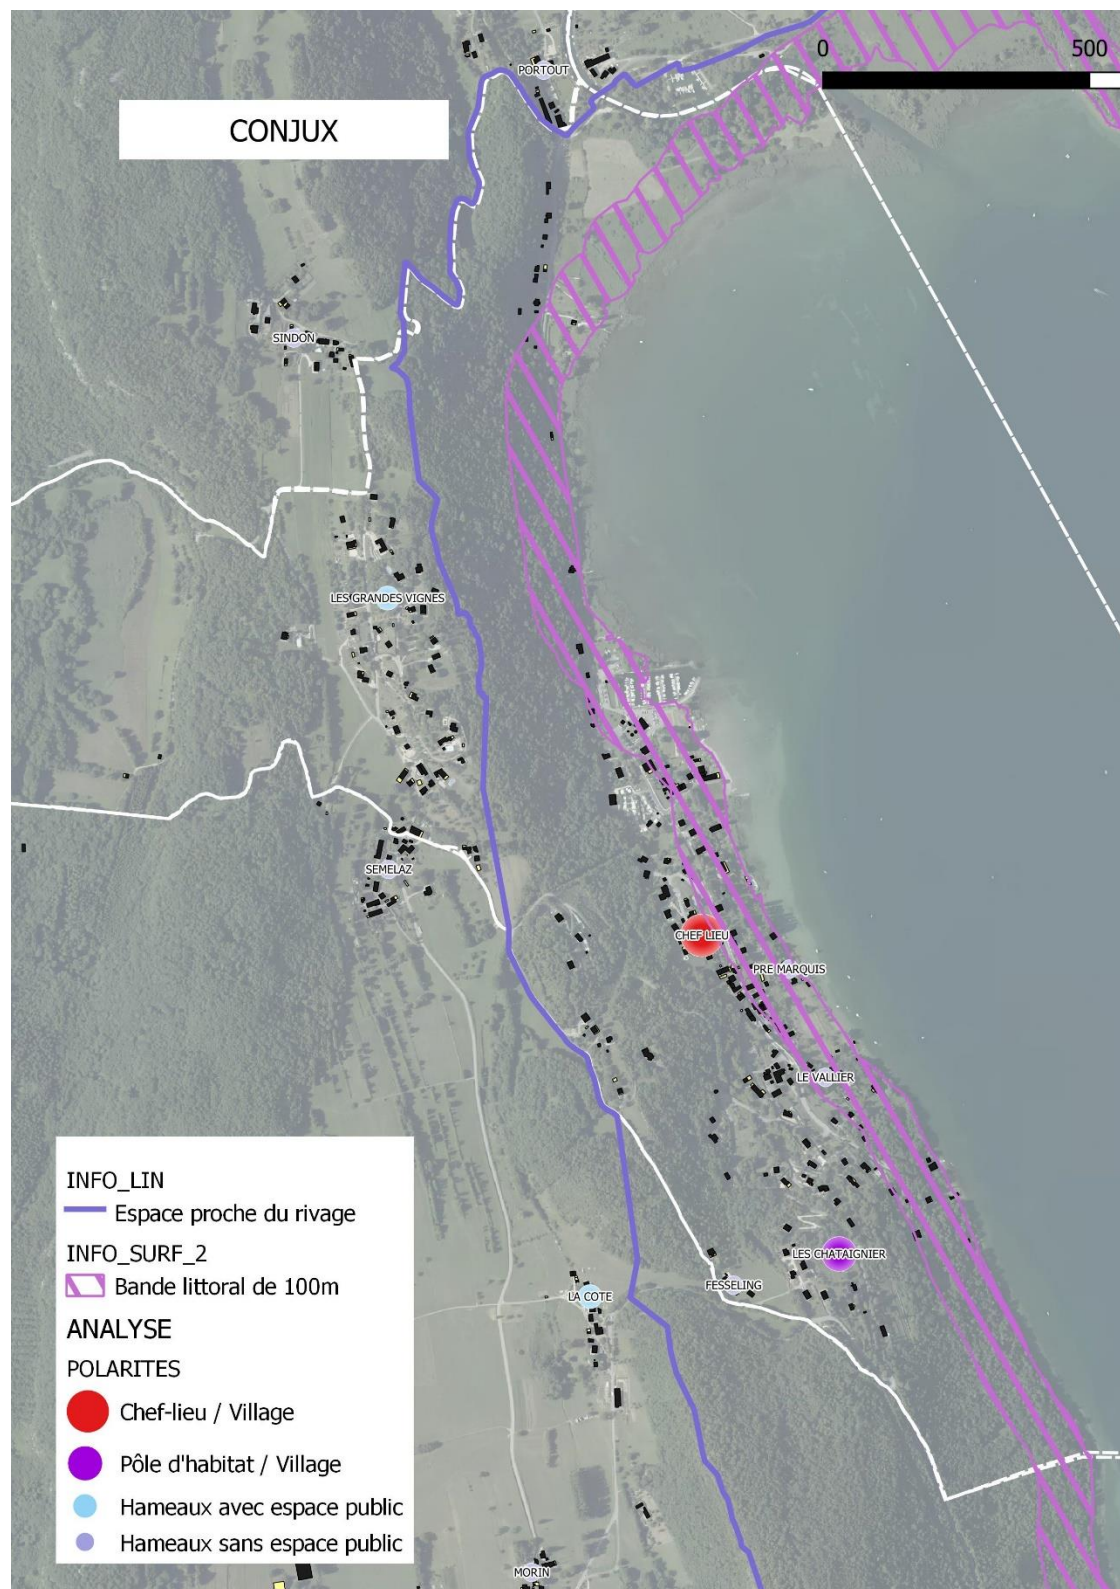 PORTOUT
0 500
CONJUX
SINDON
LES GRANDES VIGNES
SEMELAZ
CHEF LIEU
PRE MARQUIS
LE VALLIER
LES CHATAIGNIER
FESSELING
LA COTE
MORIN
INFO_LIN
Espace proche du rivage
INFO_SURF_2
Bande littoral de 100m
ANALYSE
POLARITES
Chef-lieu / Village
Pôle d'habitat / Village
Hameaux avec espace public
Hameaux sans espace public